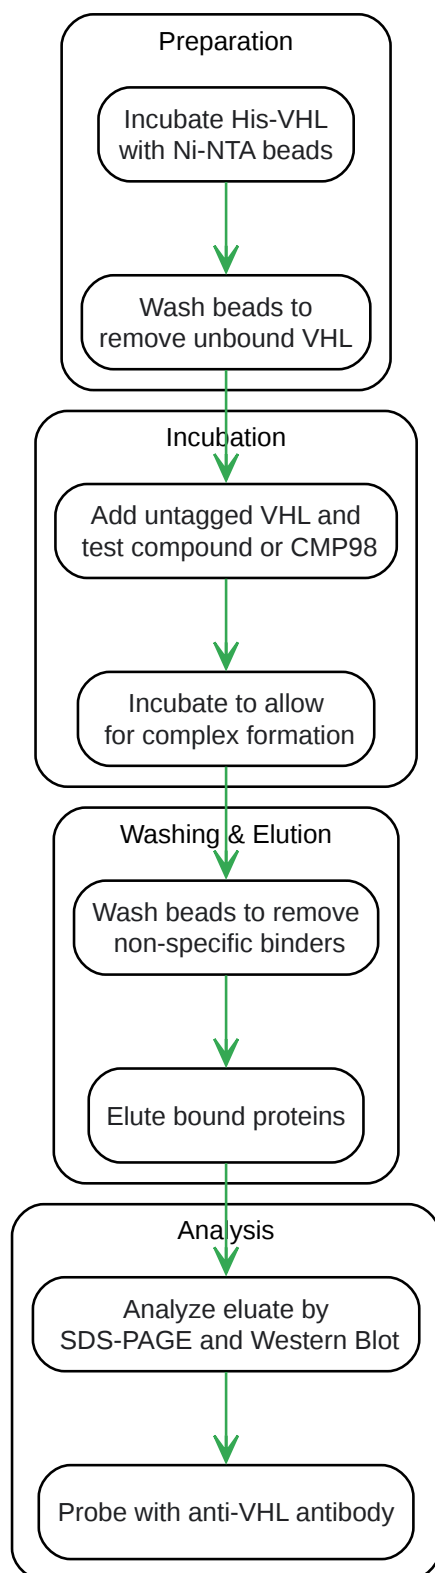 Preparation
Incubate His-VHL
with Ni-NTA beads
Wash beads to
remove unbound VHL
Incubation
Add untagged VHL and
test compound or CMP98
Incubate to allow
for complex formation
Washing & Elution
Wash beads to remove
non-specific binders
Elute bound proteins
Analysis
Analyze eluate by
SDS-PAGE and Western Blot
Probe with anti-VHL antibody